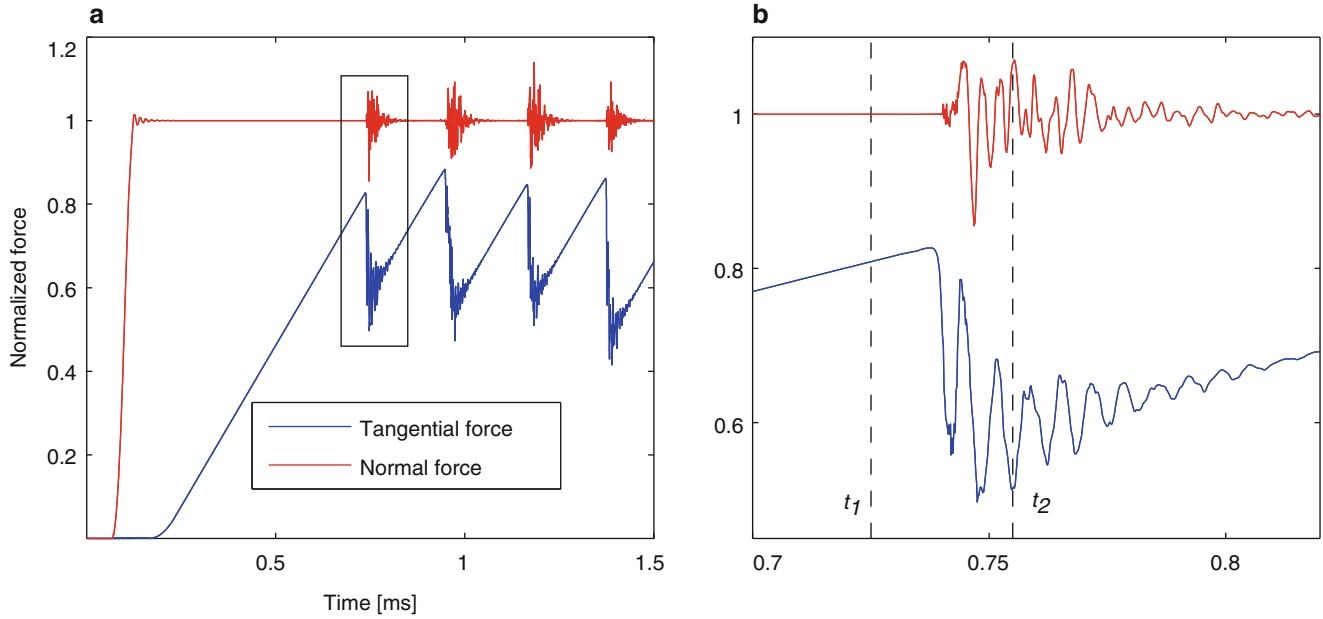 a
b
Normalized force
1.2
1
0.8
0.6
0.4
0.2
0.5
1
1.5
Time [ms]
Tangential force
Normal force
1
0.8
0.6
t1
t2
0.7
0.75
0.8